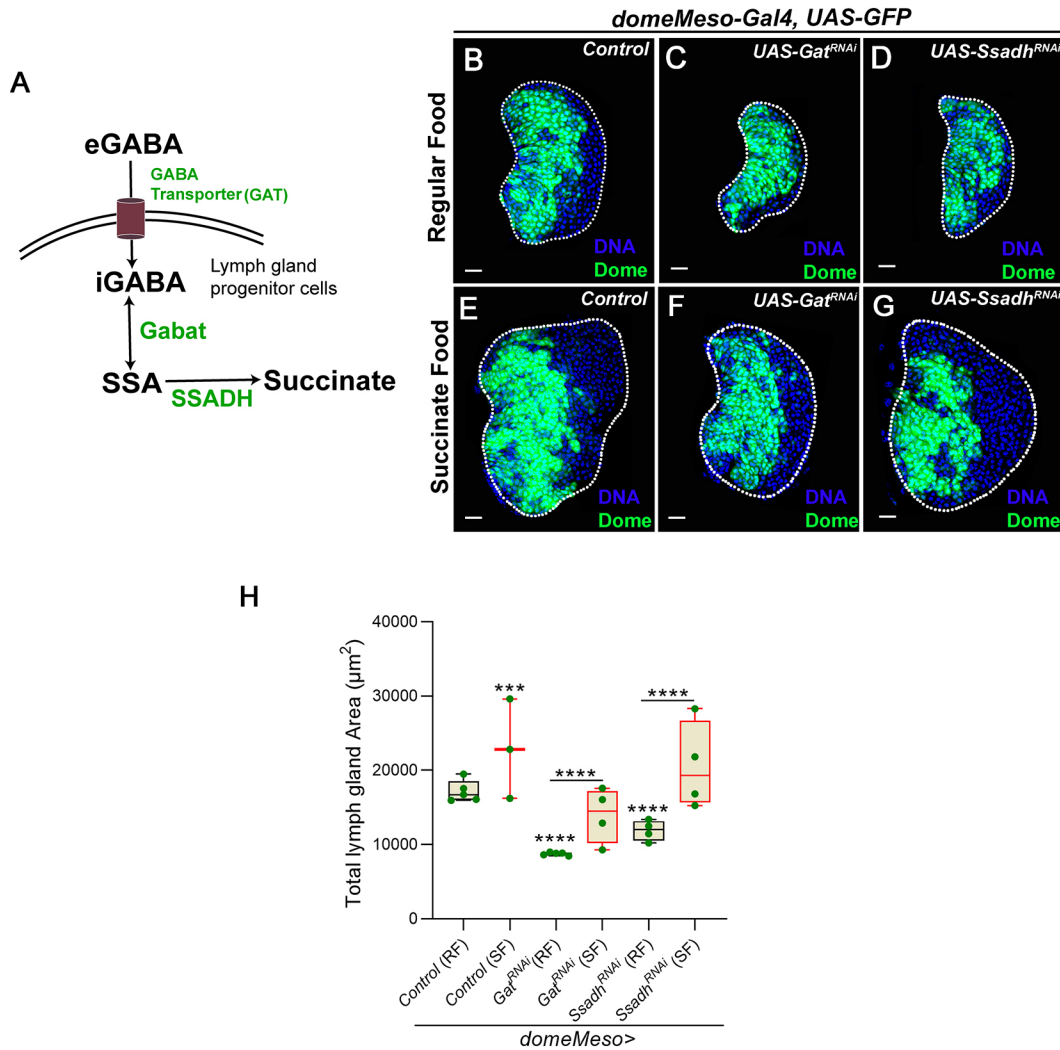 domeMeso-Gal4, UAS-GFP
A
eGABA
GABA
Transporter (GAT)
iGABA
Lymph gland
progenitor cells
Gabat
SSA
SSADH
Succinate
Regular Food
B
Control
DNA
Dome
C
UAS-GatRNAi
DNA
Dome
D
UAS-SsadhRNAi
DNA
Dome
Succinate Food
E
Control
DNA
Dome
F
UAS-GatRNAi
DNA
Dome
G
UAS-SsadhRNAi
DNA
Dome
H
Total lymph gland Area (µm²)
40000
30000
20000
10000
0
***
****
****
****
****
Control (RF)
Control (SF)
GatRNAi (RF)
GatRNAi (SF)
SsadhRNAi (RF)
SsadhRNAi (SF)
domeMeso>